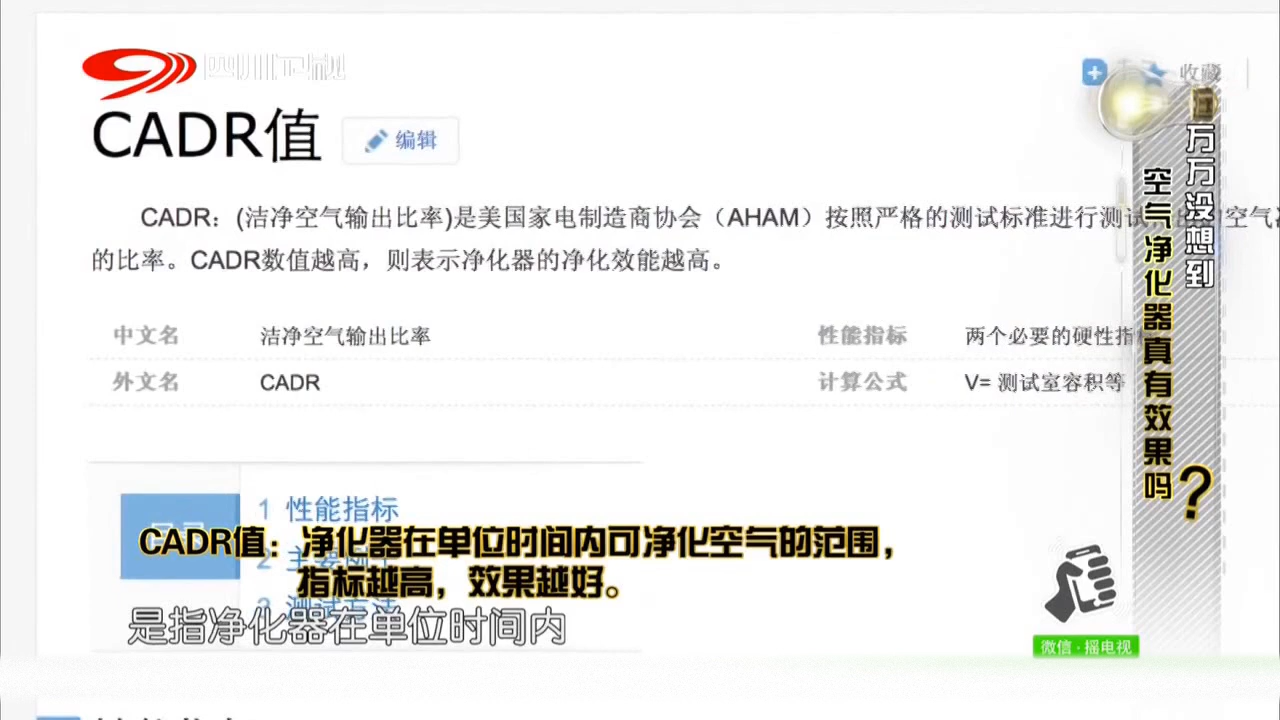 四川卫视
收藏
CADR值
编辑
CADR：(洁净空气输出比率)是美国家电制造商协会（AHAM）按照严格的测试标准进行测试
的比率。CADR数值越高，则表示净化器的净化效能越高。
中文名 洁净空气输出比率 性能指标 两个必要的硬性指
外文名 CADR 计算公式 V= 测试室容积等
万万没想到
空气净化器真有效果吗？
1 性能指标
CADR值：净化器在单位时间内可净化空气的范围，
指标越高，效果越好。
是指净化器在单位时间内
微信·摇电视